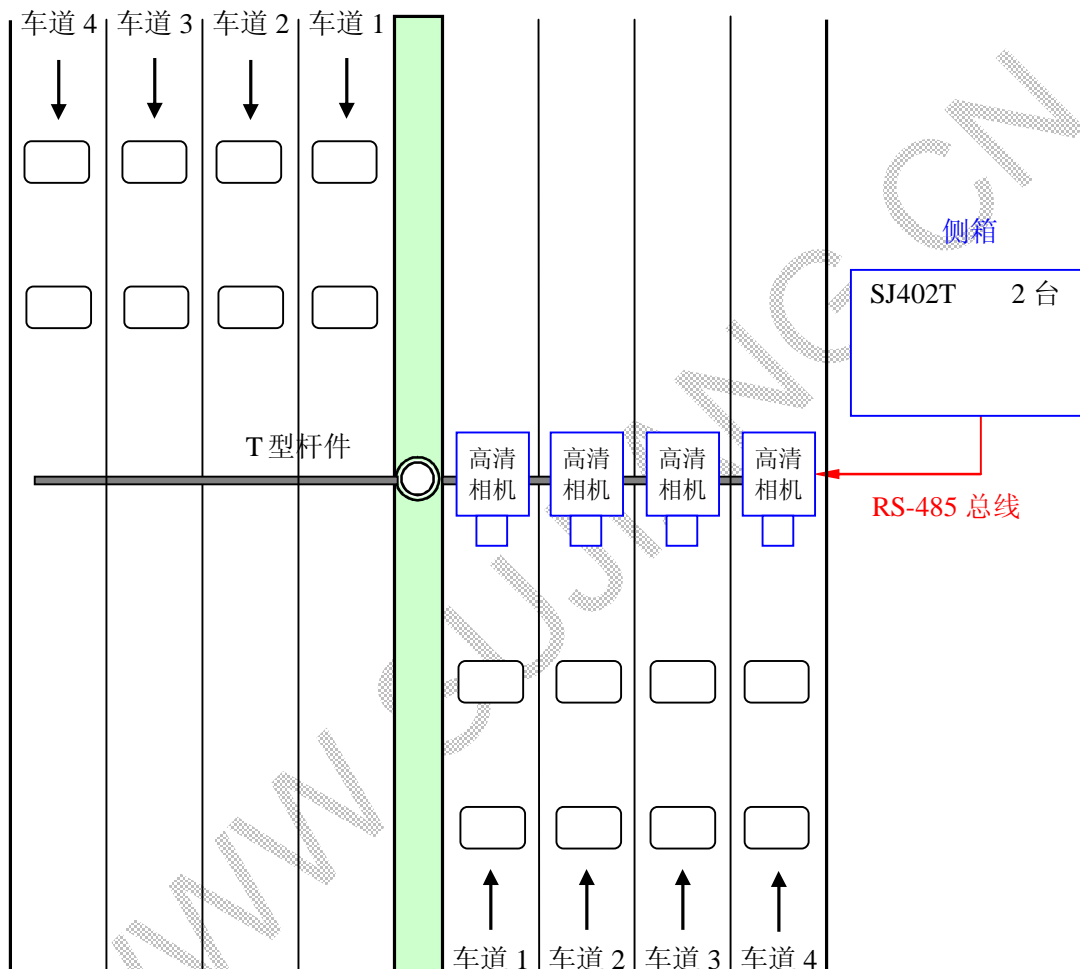 车道 4
车道 3
车道 2
车道 1
侧箱
SJ402T 2 台
T 型杆件
高清
相机
高清
相机
高清
相机
高清
相机
RS-485 总线
车道 1
车道 2
车道 3
车道 4
WWW SUJIANG CN